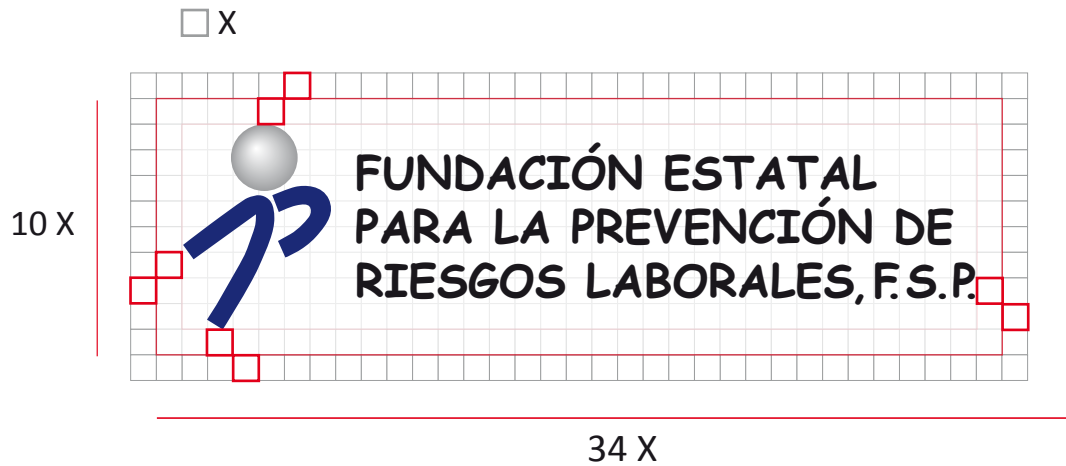 X
10 X
FUNDACIÓN ESTATAL
PARA LA PREVENCIÓN DE
RIESGOS LABORALES, F.S.P.
34 X